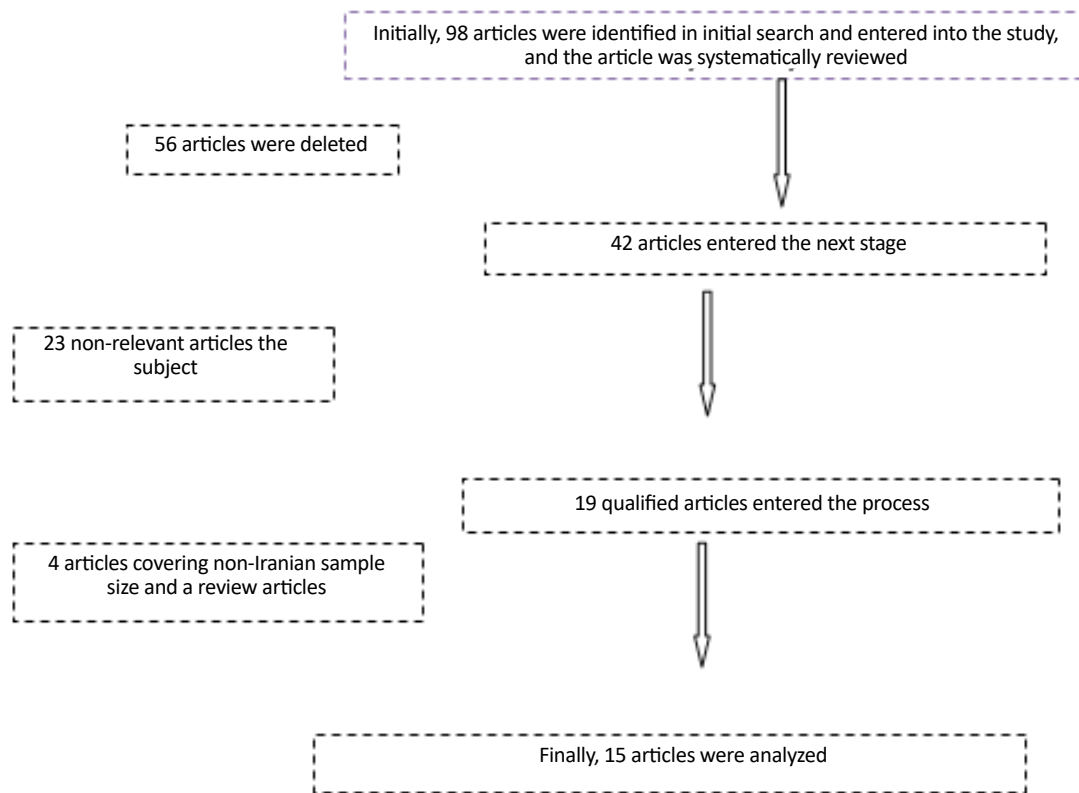 Initially, 98 articles were identified in initial search and entered into the study,
and the article was systematically reviewed
56 articles were deleted
42 articles entered the next stage
23 non-relevant articles the
subject
19 qualified articles entered the process
4 articles covering non-Iranian sample
size and a review articles
Finally, 15 articles were analyzed